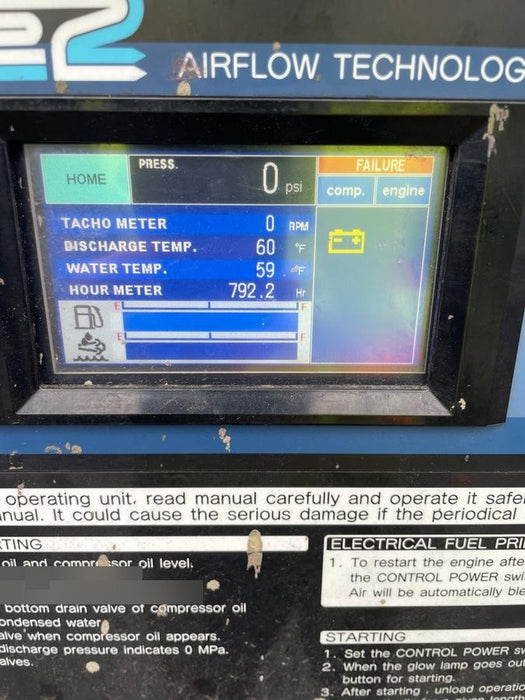 AIRFLOW TECHNOLOG
HOME
PRESS.
0 psi
FAILURE
comp. engine
TACHO METER 0 RPM
DISCHARGE TEMP. 60 °F
WATER TEMP. 59 °F
HOUR METER 792.2 Hr
E F
E F
operating unit, read manual carefully and operate it safe
nual. It could cause the serious damage if the periodical
RTING
oil and compressor oil level.
bottom drain valve of compressor oil
ondensed water
alve when compressor oil appears.
discharge pressure indicates 0 MPa.
alves.
ELECTRICAL FUEL PRI
1. To restart the engine afte
the CONTROL POWER swi
Air will be automatically ble
STARTING
1. Set the CONTROL POWER sw
2. When the glow lamp goes out
button for starting.
3. After starting, unload operatio